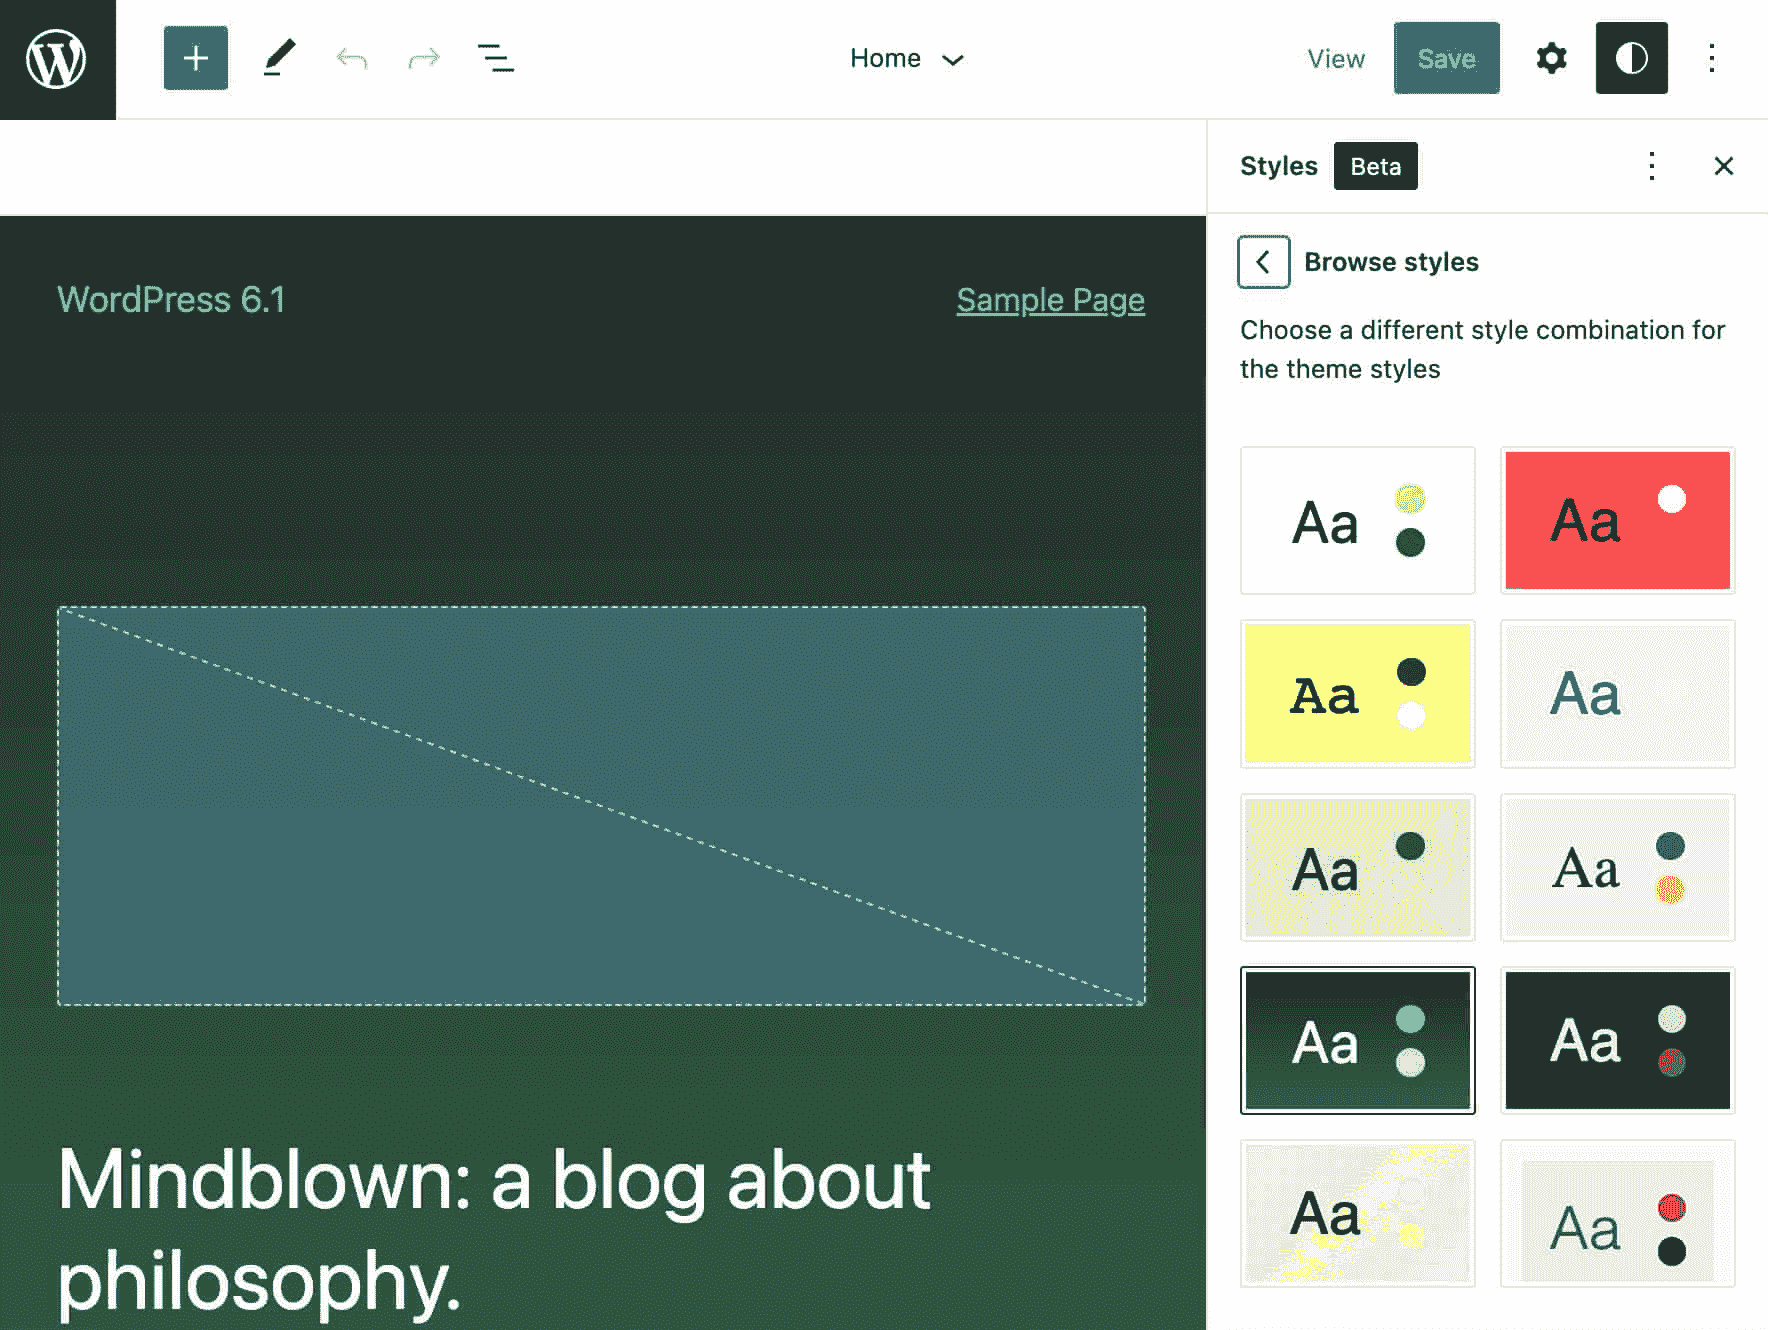 Home
View
Save
Styles
Beta
WordPress 6.1
Sample Page
Browse styles
Choose a different style combination for
the theme styles
Aa
Aa
Aa
Aa
Aa
Aa
Aa
Aa
Aa
Aa
Mindblown: a blog about
philosophy.